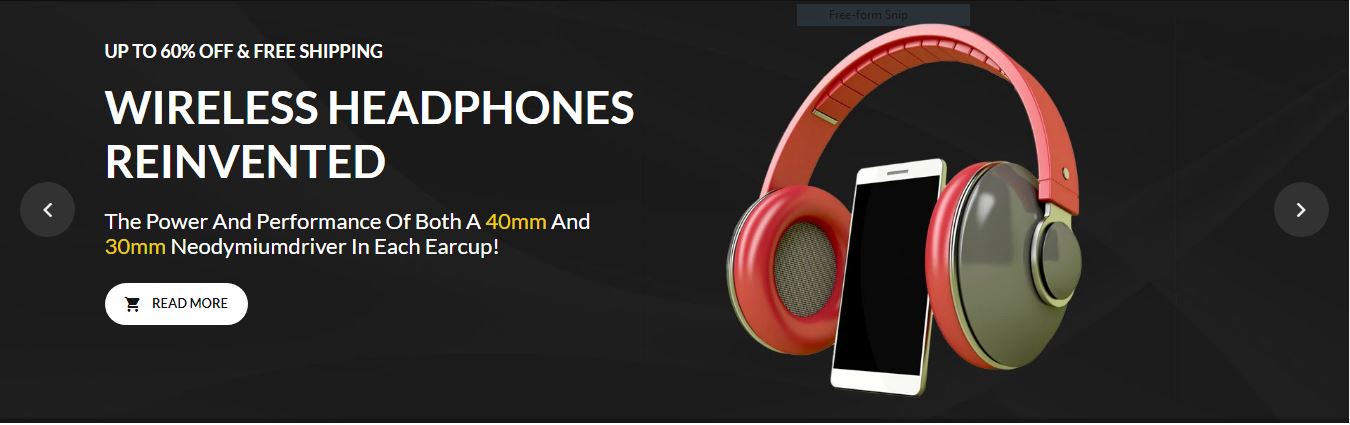 Free-form Snip
UP TO 60% OFF & FREE SHIPPING
WIRELESS HEADPHONES
REINVENTED
The Power And Performance Of Both A 40mm And
30mm Neodymiumdriver In Each Earcup!
READ MORE